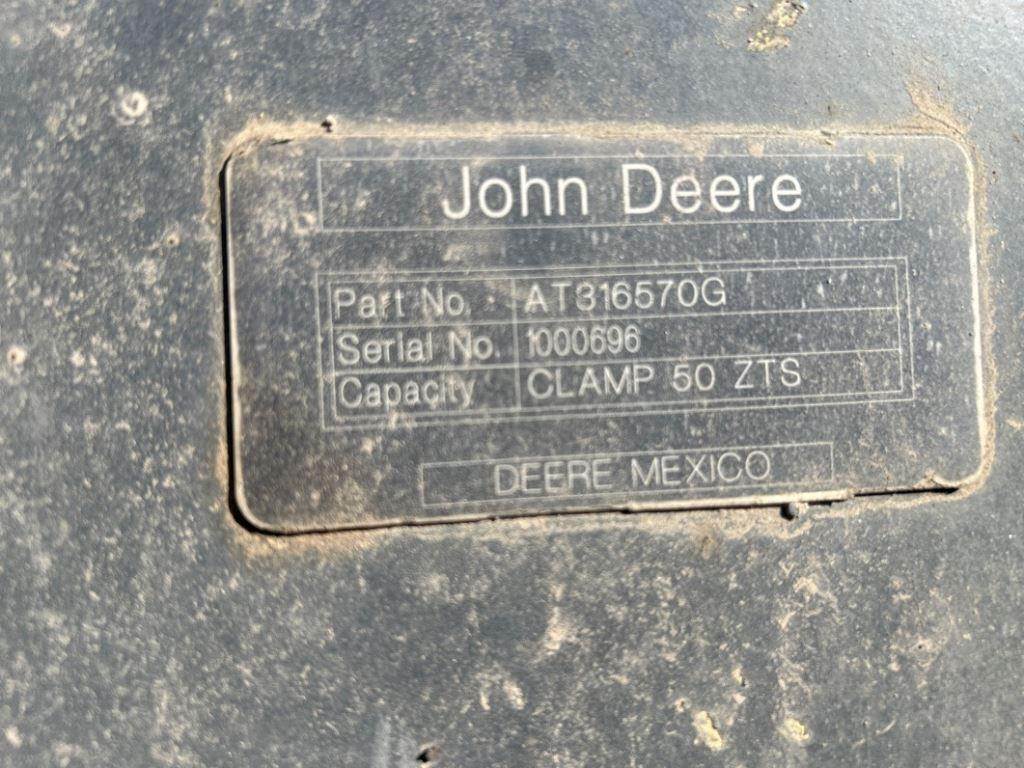 John Deere
Part No. AT316570G
Serial No. 1000696
Capacity CLAMP 50 ZTS
DEERE MEXICO